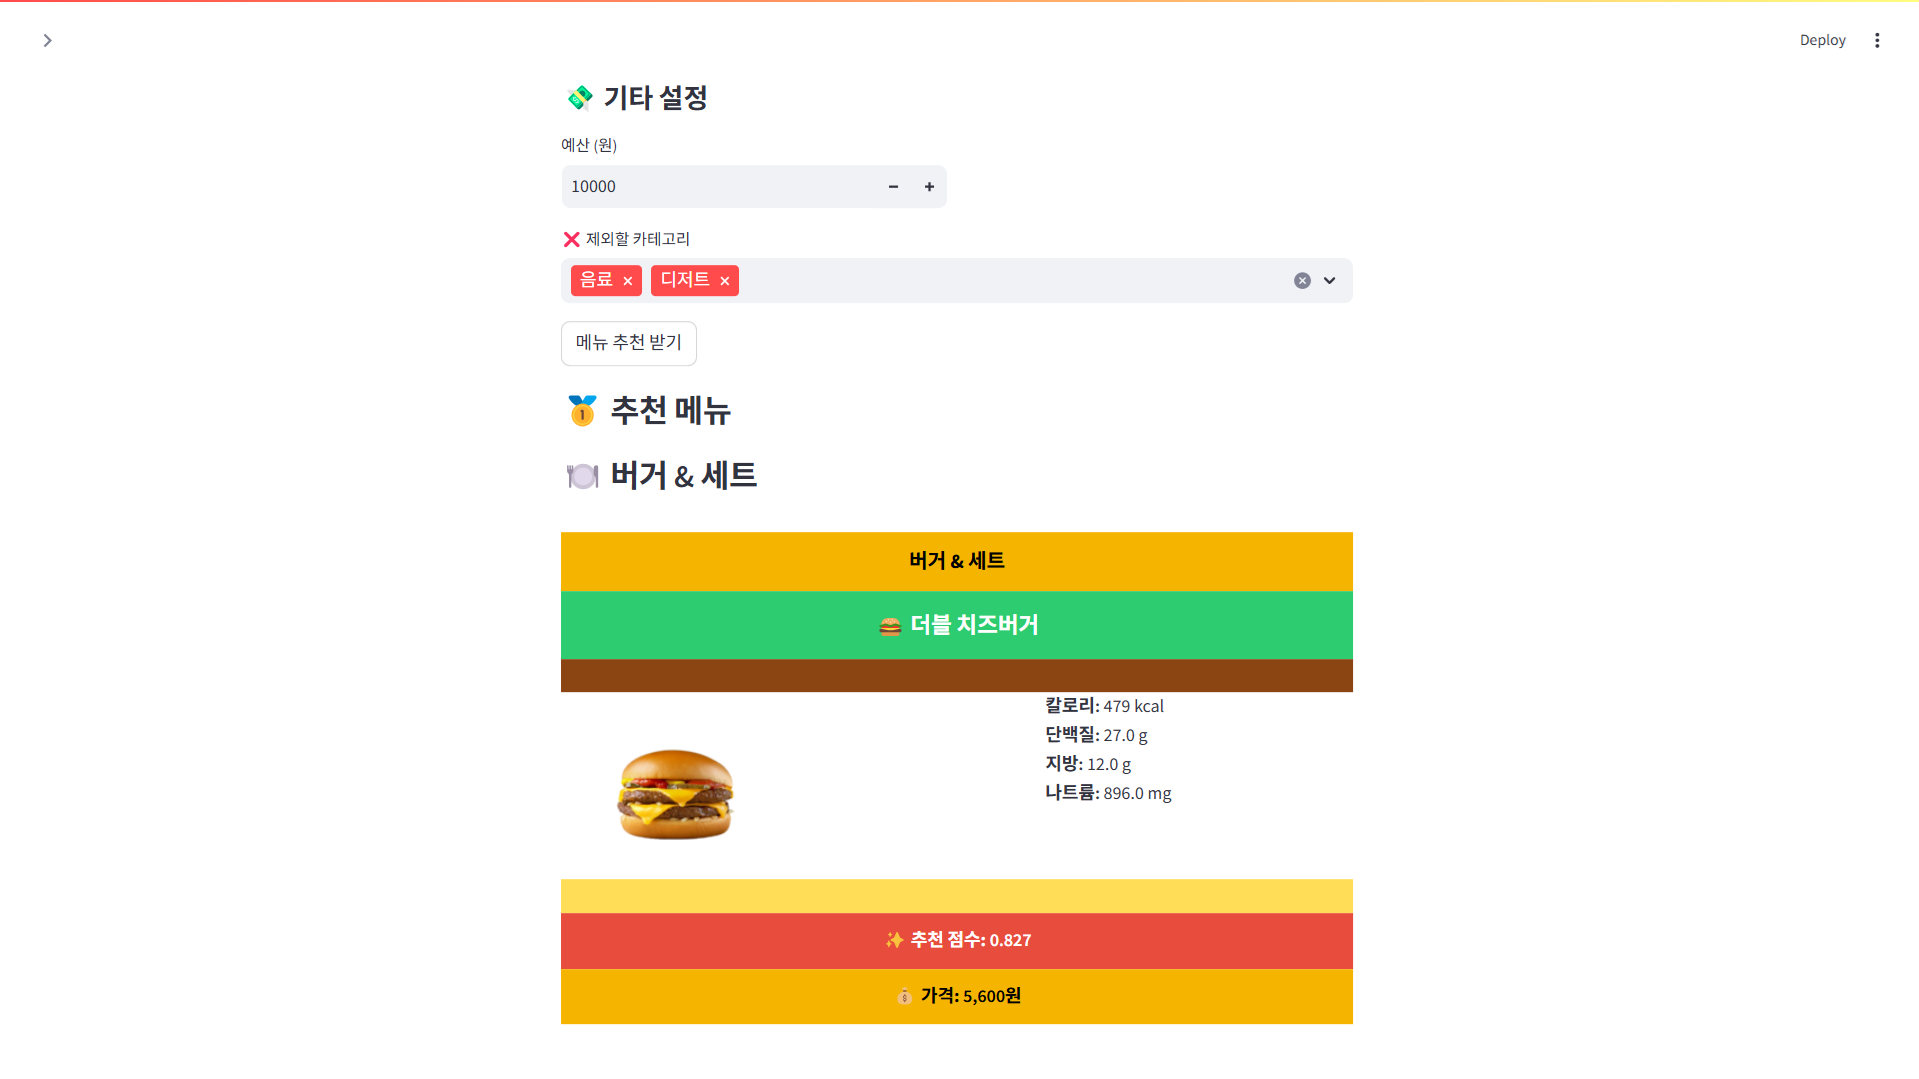 Deploy
💸 기타 설정
예산 (원)
10000
❌ 제외할 카테고리
음료 디저트
메뉴 추천 받기
🥇 추천 메뉴
🍽️ 버거 & 세트
버거 & 세트
🍔 더블 치즈버거
칼로리: 479 kcal
단백질: 27.0 g
지방: 12.0 g
나트륨: 896.0 mg
✨ 추천 점수: 0.827
💰 가격: 5,600원